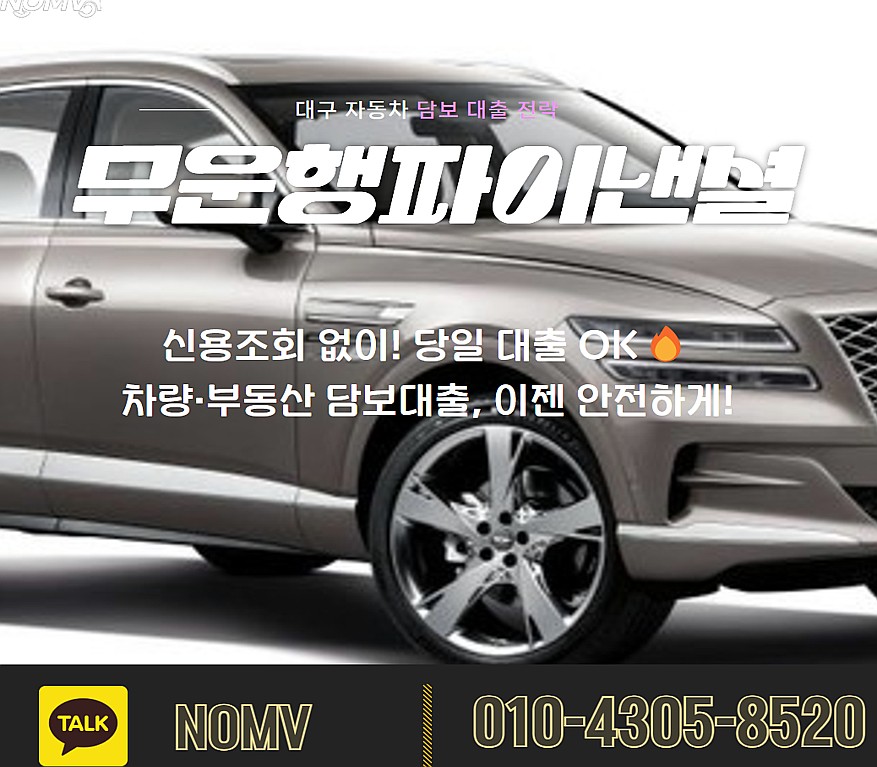 NOMV
대구 자동차 담보 대출 전략
무운행파이낸셜
신용조회 없이! 당일 대출 OK🔥
차량·부동산 담보대출, 이젠 안전하게!
TALK
NOMV
010-4305-8520